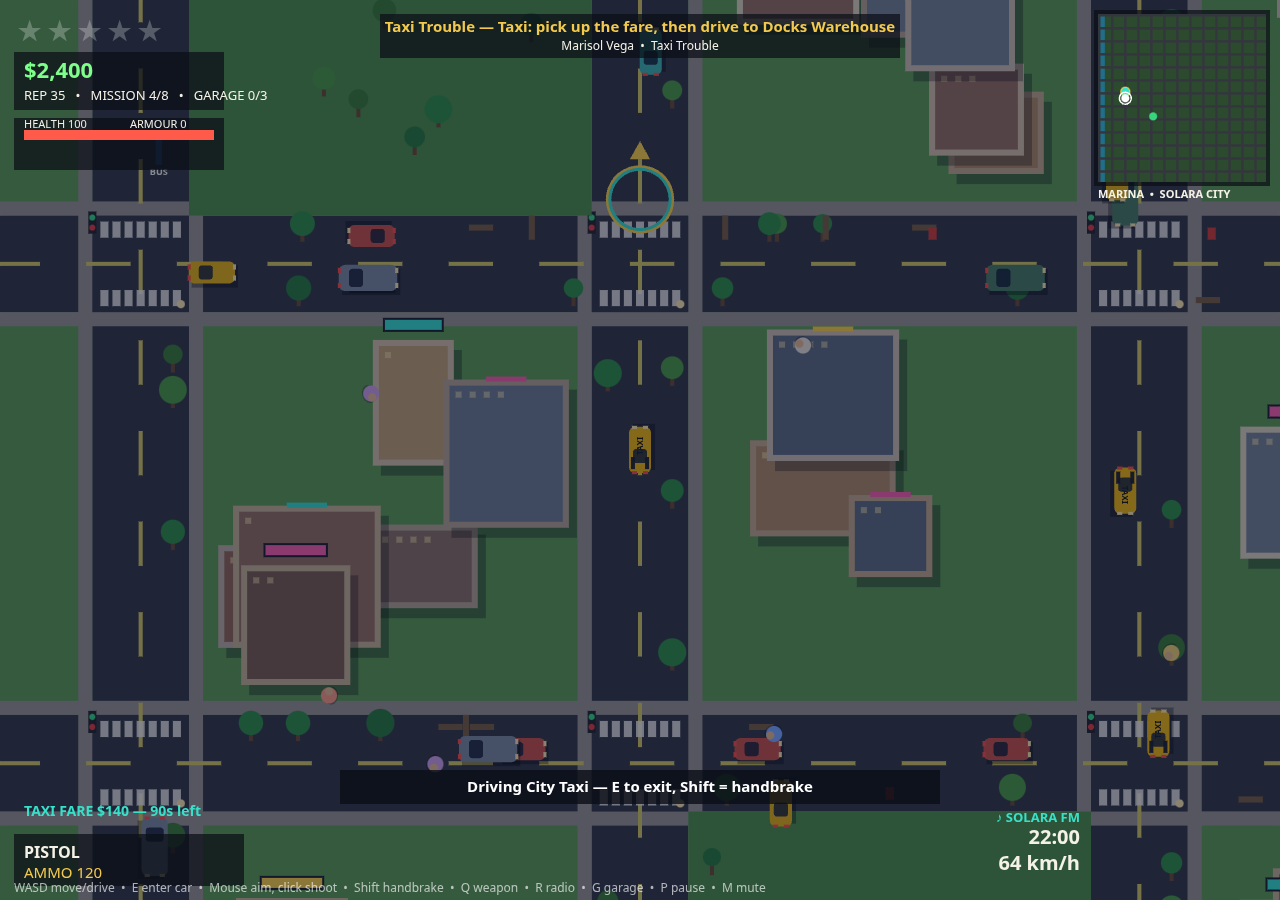 Taxi Trouble — Taxi: pick up the fare, then drive to Docks Warehouse
Marisol Vega • Taxi Trouble
$2,400
REP 35 • MISSION 4/8 • GARAGE 0/3
HEALTH 100 ARMOUR 0
BUS
MARINA • SOLARA CITY
TAXI
TAXI
TAXI
Driving City Taxi — E to exit, Shift = handbrake
TAXI FARE $140 — 90s left
♪ SOLARA FM
22:00
64 km/h
PISTOL
AMMO 120
WASD move/drive • E enter car • Mouse aim, click shoot • Shift handbrake • Q weapon • R radio • G garage • P pause • M mute